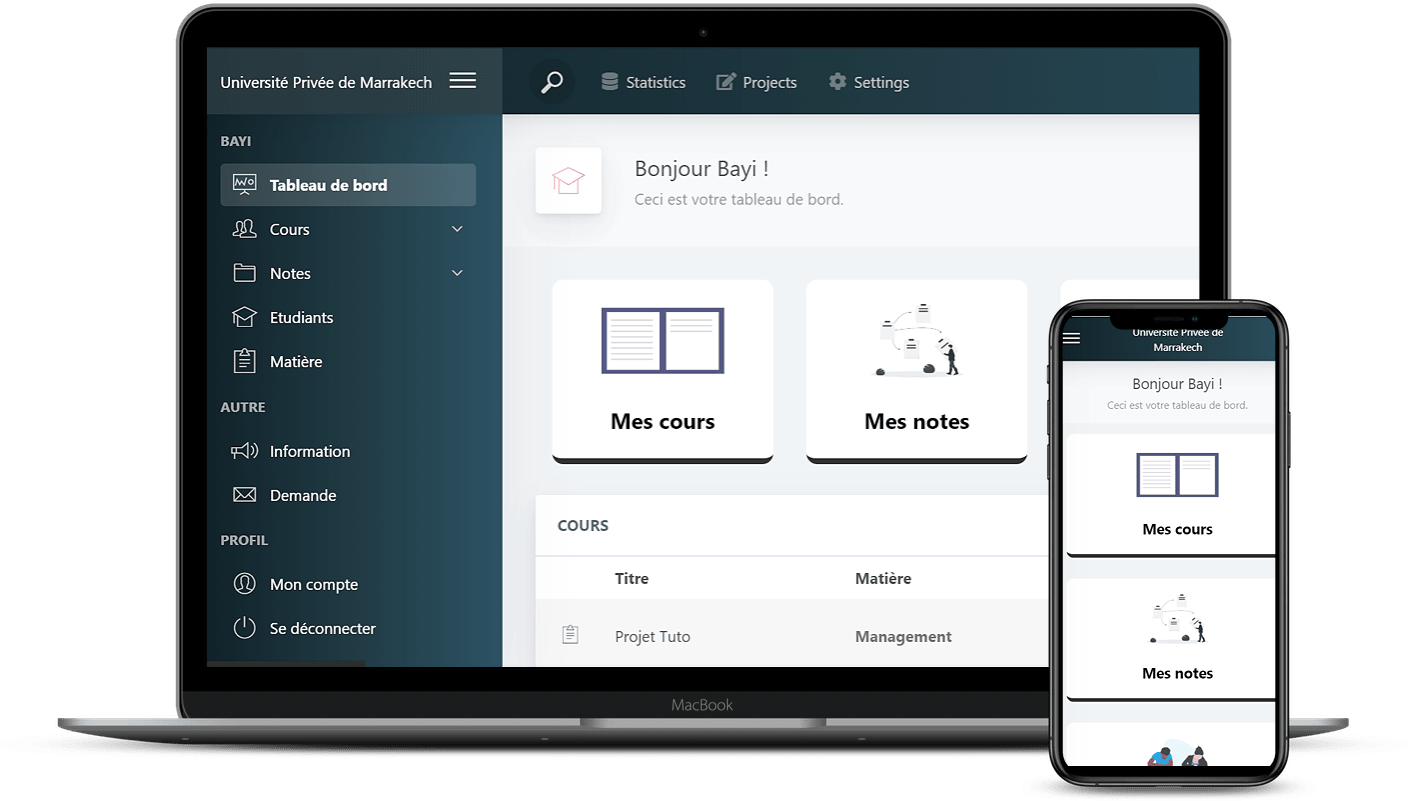 Université Privée de Marrakech
Statistics
Projects
Settings
BAYI
Tableau de bord
Cours
Notes
Etudiants
Matière
AUTRE
Information
Demande
PROFIL
Mon compte
Se déconnecter
Bonjour Bayi !
Ceci est votre tableau de bord.
Mes cours
Mes notes
COURS
Titre Matière
Projet Tuto Management
MacBook
Université Privée de
Marrakech
Bonjour Bayi !
Ceci est votre tableau de bord.
Mes cours
Mes notes